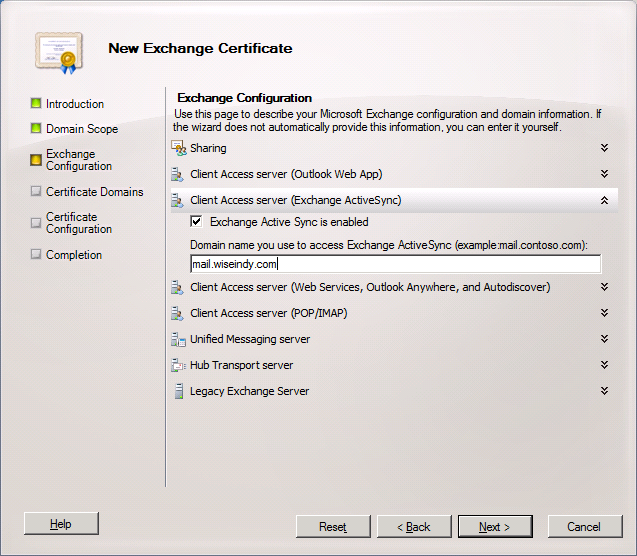 New Exchange Certificate
Introduction
Domain Scope
Exchange
Configuration
Certificate Domains
Certificate
Configuration
Completion
Exchange Configuration
Use this page to describe your Microsoft Exchange configuration and domain information. If
the wizard does not automatically provide this information, you can enter it yourself.
Sharing
Client Access server (Outlook Web App)
Client Access server (Exchange ActiveSync)
Exchange Active Sync is enabled
Domain name you use to access Exchange ActiveSync (example:mail.contoso.com):
mail.wiseindy.com
Client Access server (Web Services, Outlook Anywhere, and Autodiscover)
Client Access server (POP/IMAP)
Unified Messaging server
Hub Transport server
Legacy Exchange Server
Help
Reset
< Back
Next >
Cancel